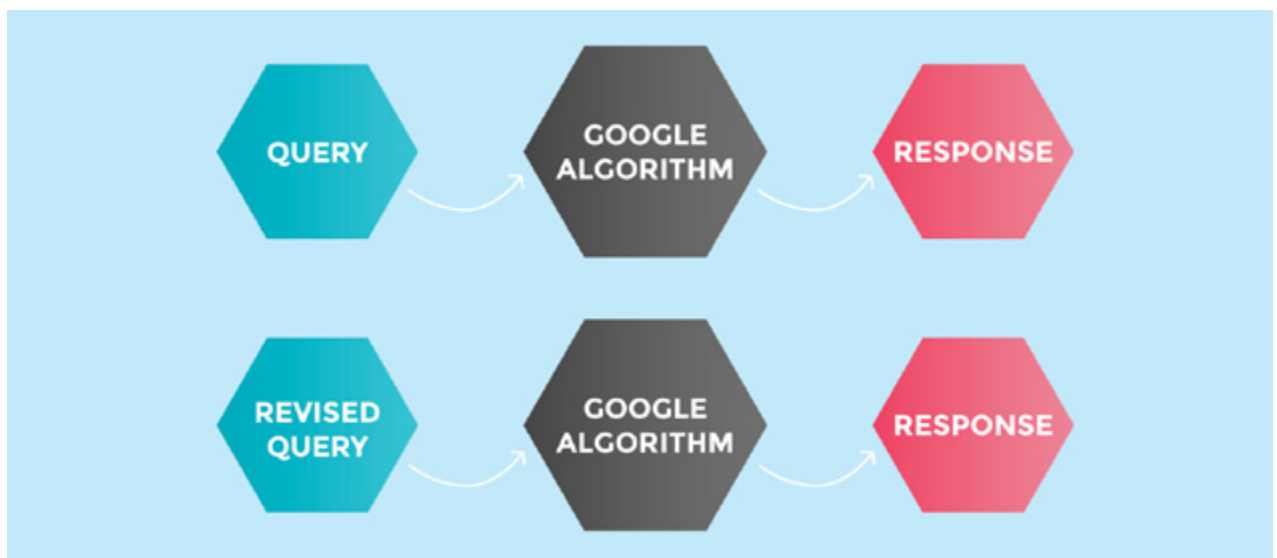 QUERY
GOOGLE
ALGORITHM
RESPONSE
REVISED
QUERY
GOOGLE
ALGORITHM
RESPONSE